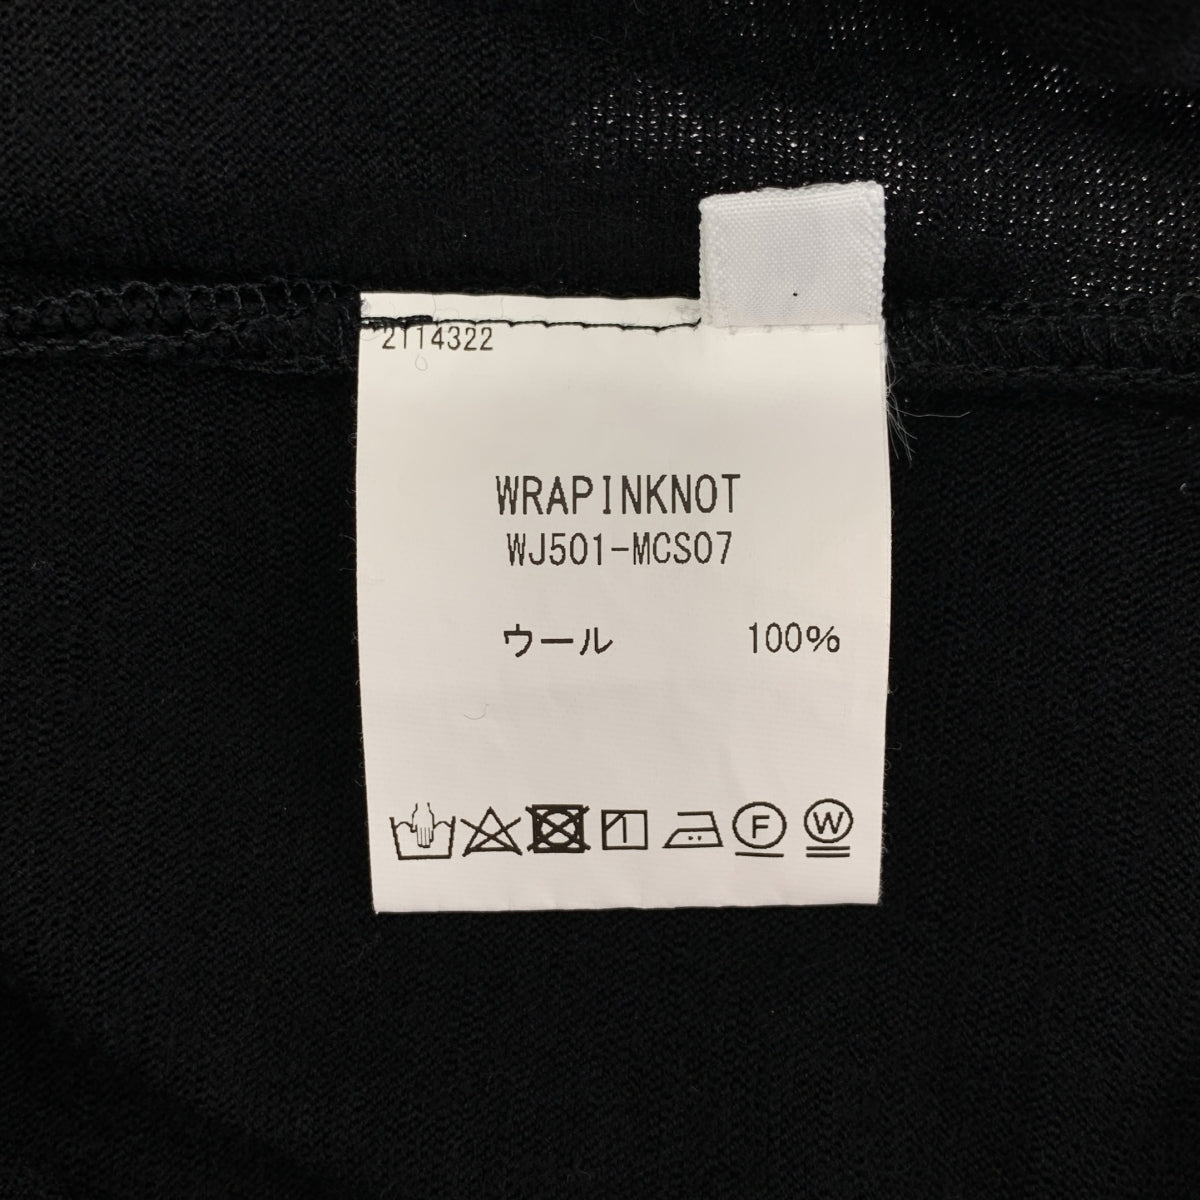 2114322
WRAPINKNOT
WJ501-MCS07
ウール 100%
F W